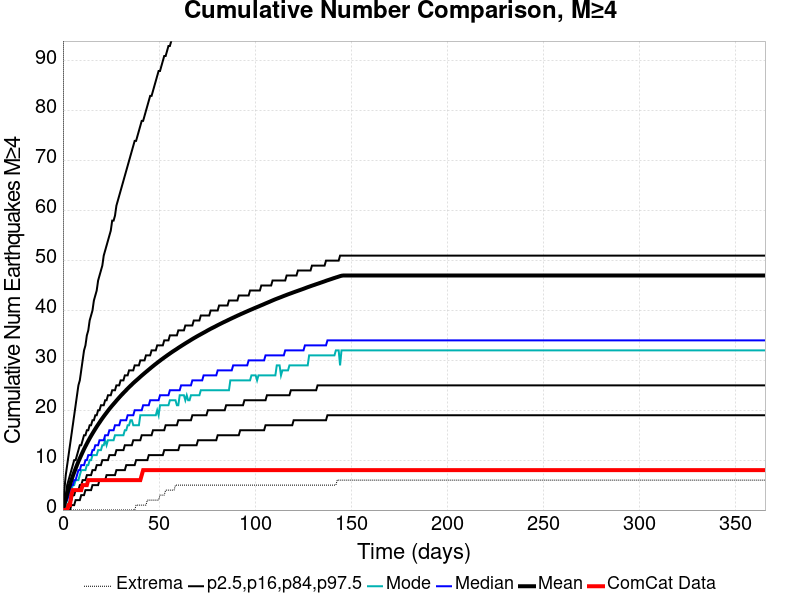 Cumulative Number Comparison, M≥4
Cumulative Num Earthquakes M≥4
90
80
70
60
50
40
30
20
10
0
0 50 100 150 200 250 300 350
Time (days)
Extrema p2.5,p16,p84,p97.5 Mode Median Mean ComCat Data